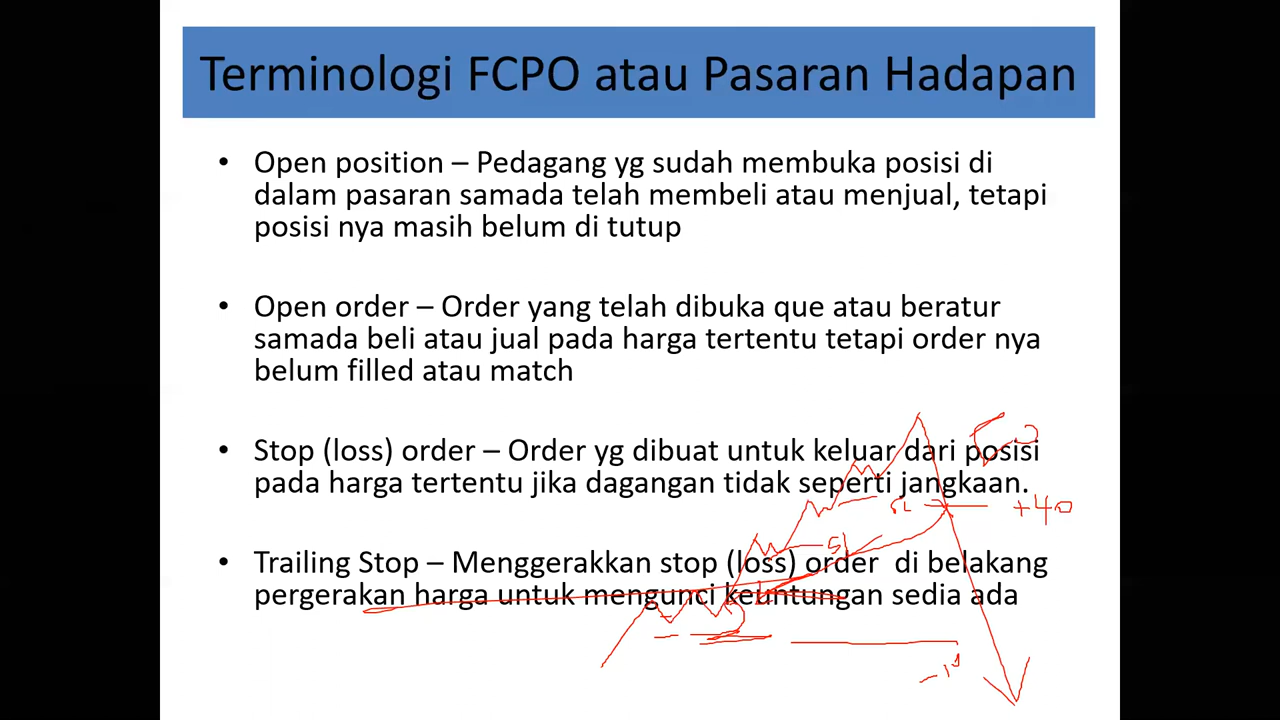 Terminologi FCPO atau Pasaran Hadapan
• Open position – Pedagang yg sudah membuka posisi di
dalam pasaran samada telah membeli atau menjual, tetapi
posisi nya masih belum di tutup
• Open order – Order yang telah dibuka que atau beratur
samada beli atau jual pada harga tertentu tetapi order nya
belum filled atau match
• Stop (loss) order – Order yg dibuat untuk keluar dari posisi
pada harga tertentu jika dagangan tidak seperti jangkaan.
SL
+40
• Trailing Stop – Menggerakkan stop (loss) order di belakang
pergerakan harga untuk mengunci keuntungan sedia ada
SL